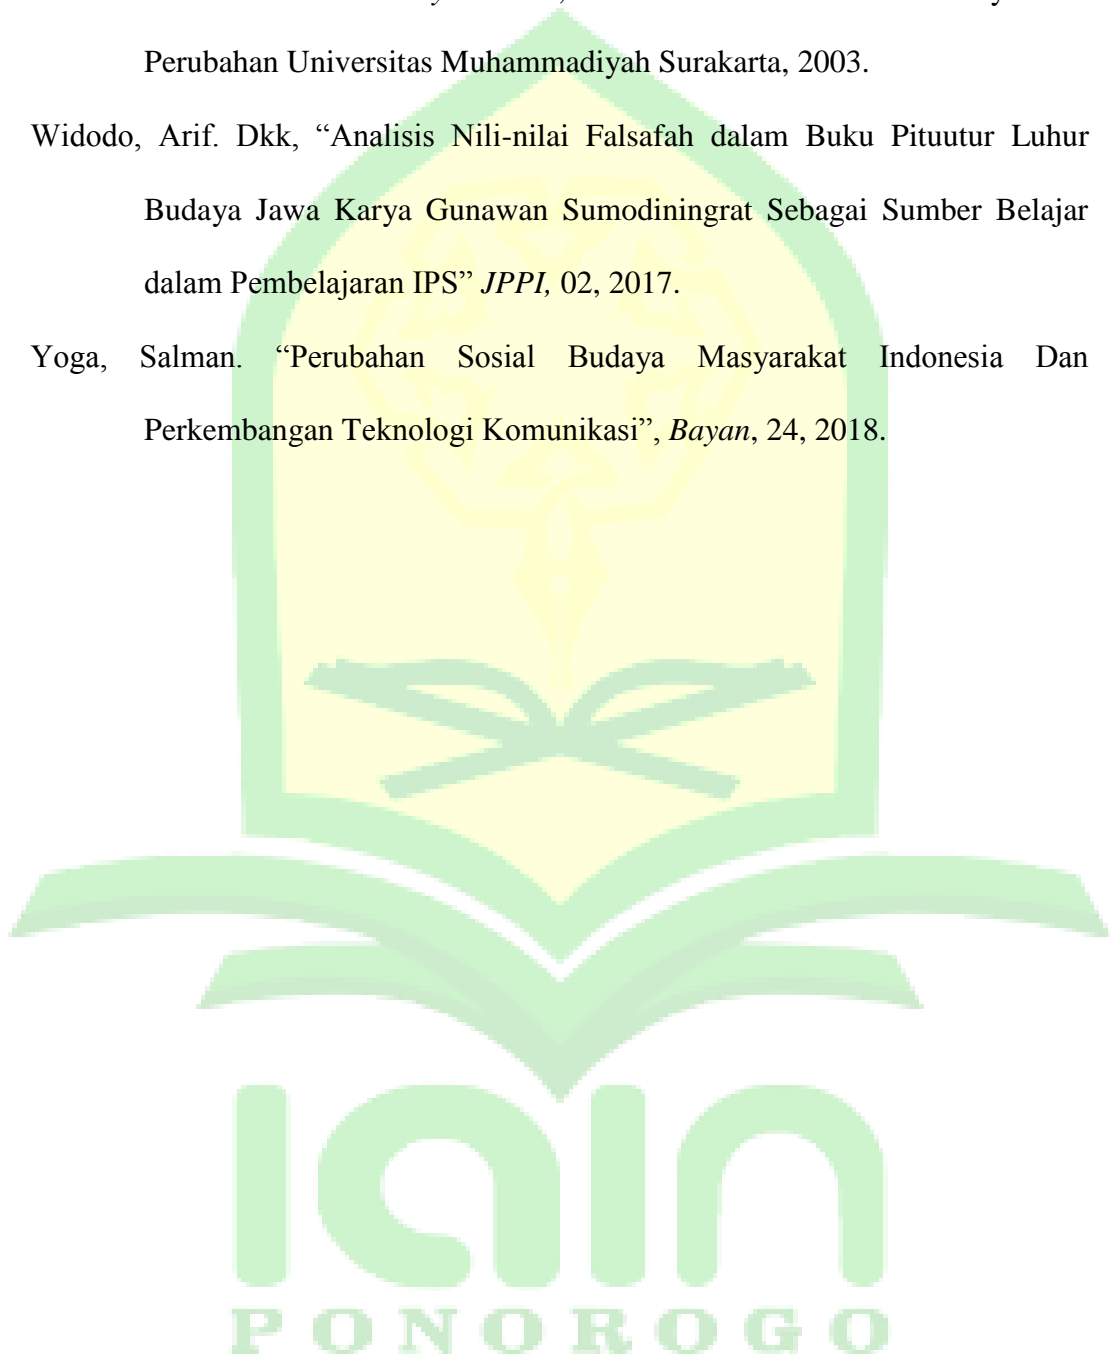 Perubahan Universitas Muhammadiyah Surakarta, 2003.
Widodo, Arif. Dkk, “Analisis Nili-nilai Falsafah dalam Buku Pituutur Luhur
Budaya Jawa Karya Gunawan Sumodiningrat Sebagai Sumber Belajar
dalam Pembelajaran IPS” JPPI, 02, 2017.
Yoga, Salman. “Perubahan Sosial Budaya Masyarakat Indonesia Dan
Perkembangan Teknologi Komunikasi”, Bayan, 24, 2018.
iain
PONOROGO